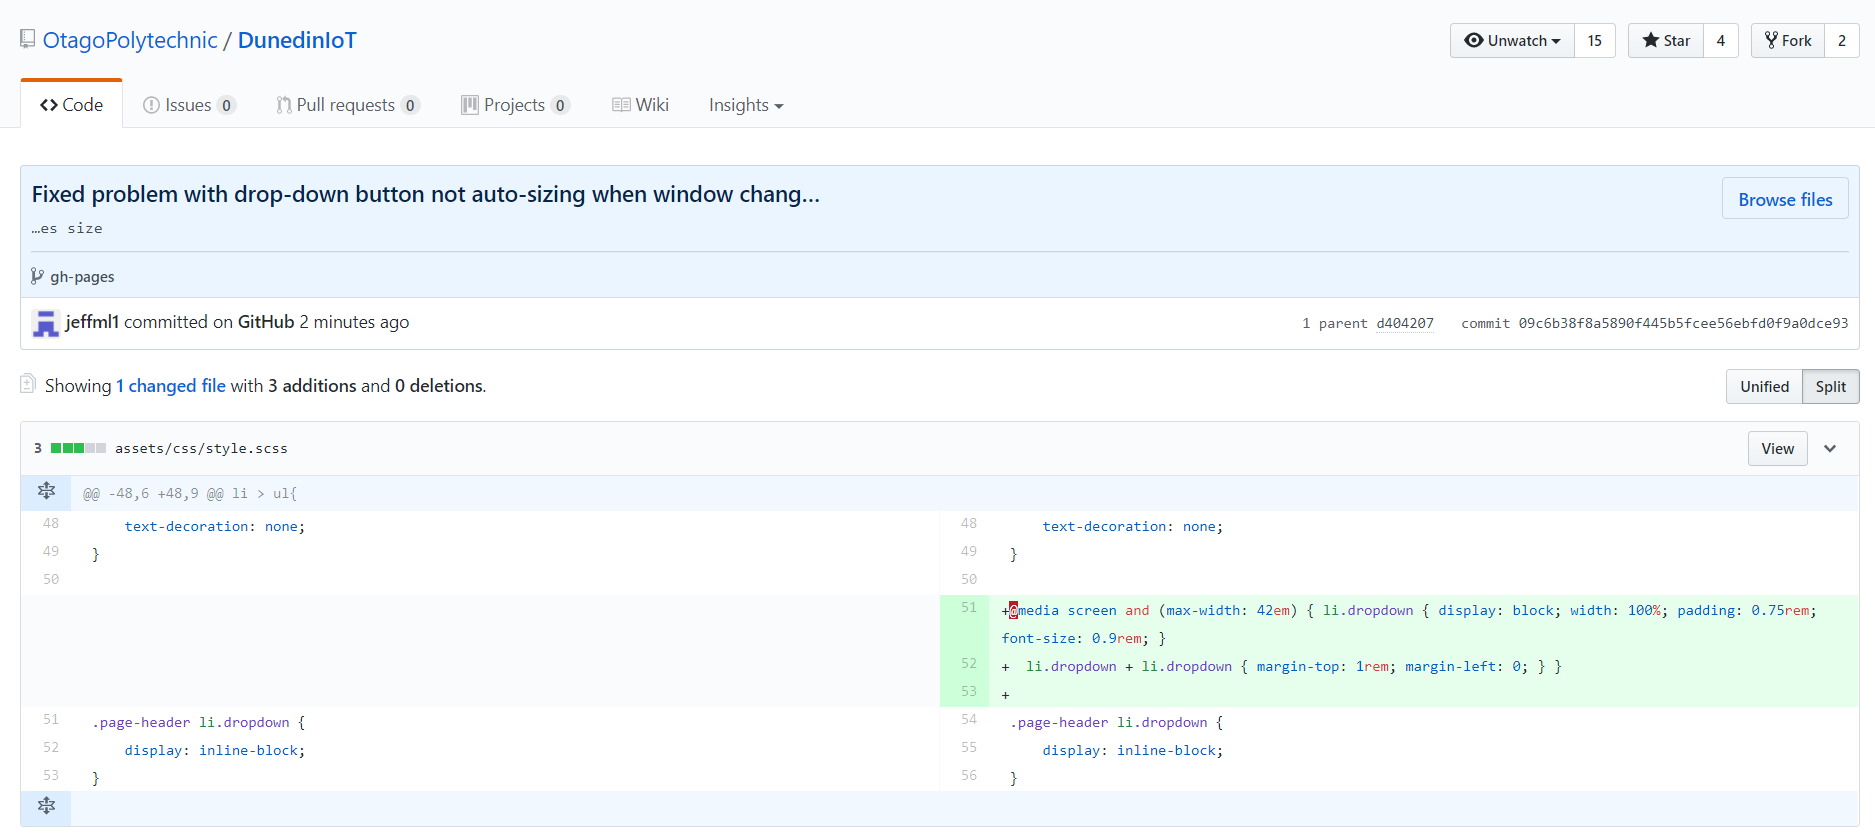 OtagoPolytechnic / DunedinIoT
Unwatch 15 Star 4 Fork 2
Code Issues 0 Pull requests 0 Projects 0 Wiki Insights
Fixed problem with drop-down button not auto-sizing when window chang…
Browse files
…es size
gh-pages
jeffml1 committed on GitHub 2 minutes ago
1 parent d404207 commit 09c6b38f8a5890f445b5fcee56ebfd0f9a0dce93
Showing 1 changed file with 3 additions and 0 deletions.
Unified Split
3 assets/css/style.scss
View
@@ -48,6 +48,9 @@ li > ul{
48 text-decoration: none; 48 text-decoration: none;
49 } 49 }
50 50
51 +@media screen and (max-width: 42em) { li.dropdown { display: block; width: 100%; padding: 0.75rem;
font-size: 0.9rem; }
52 + li.dropdown + li.dropdown { margin-top: 1rem; margin-left: 0; } }
53 +
51 .page-header li.dropdown { 54 .page-header li.dropdown {
52 display: inline-block; 55 display: inline-block;
53 } 56 }